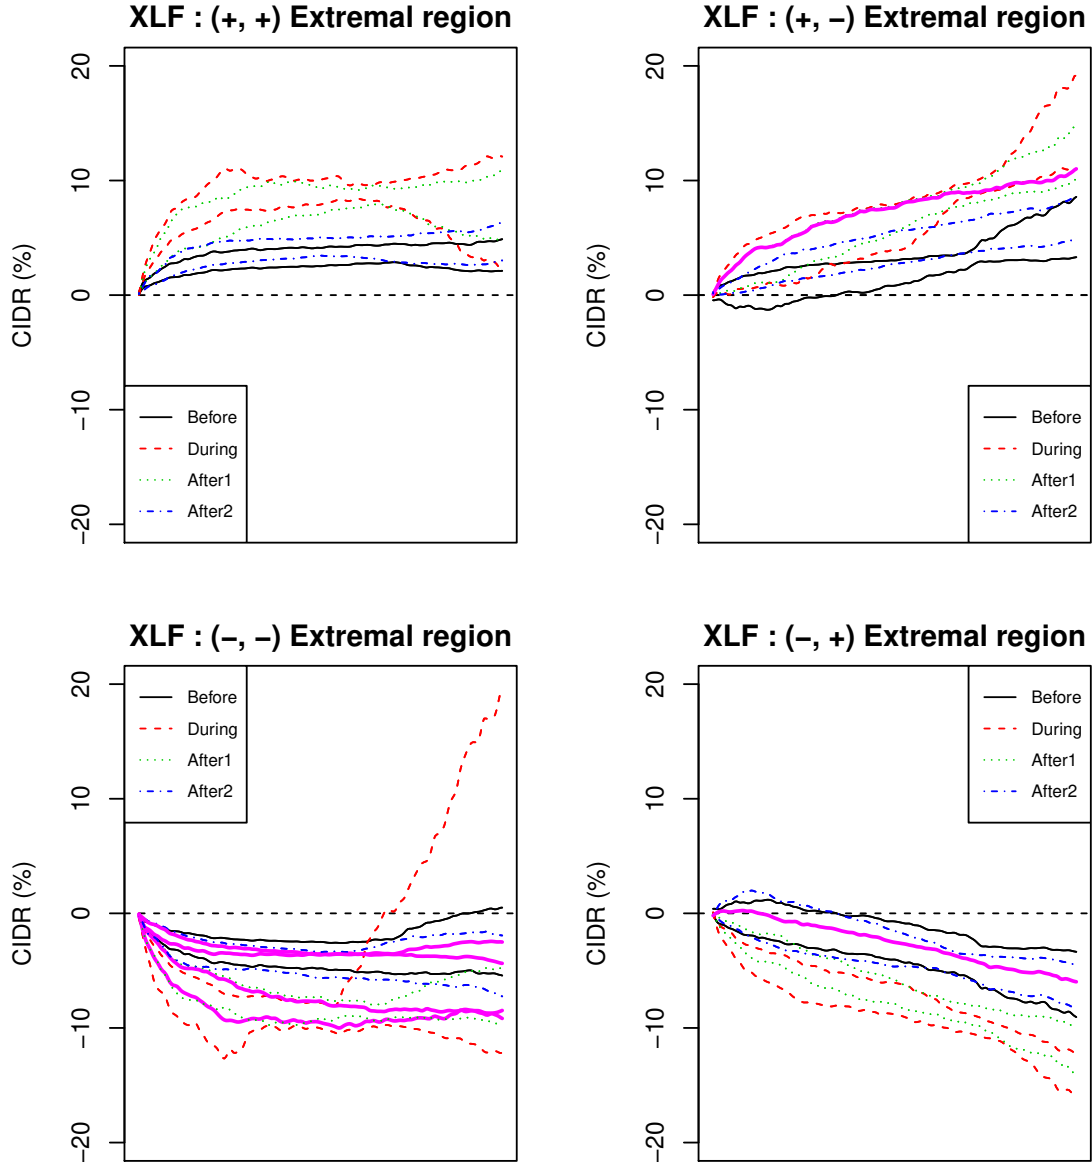 XLF : (+, +) Extremal region
CIDR (%)
20
10
0
−10
−20
Before
During
After1
After2
XLF : (+, −) Extremal region
CIDR (%)
20
10
0
−10
−20
Before
During
After1
After2
XLF : (−, −) Extremal region
CIDR (%)
20
10
0
−10
−20
Before
During
After1
After2
XLF : (−, +) Extremal region
CIDR (%)
20
10
0
−10
−20
Before
During
After1
After2